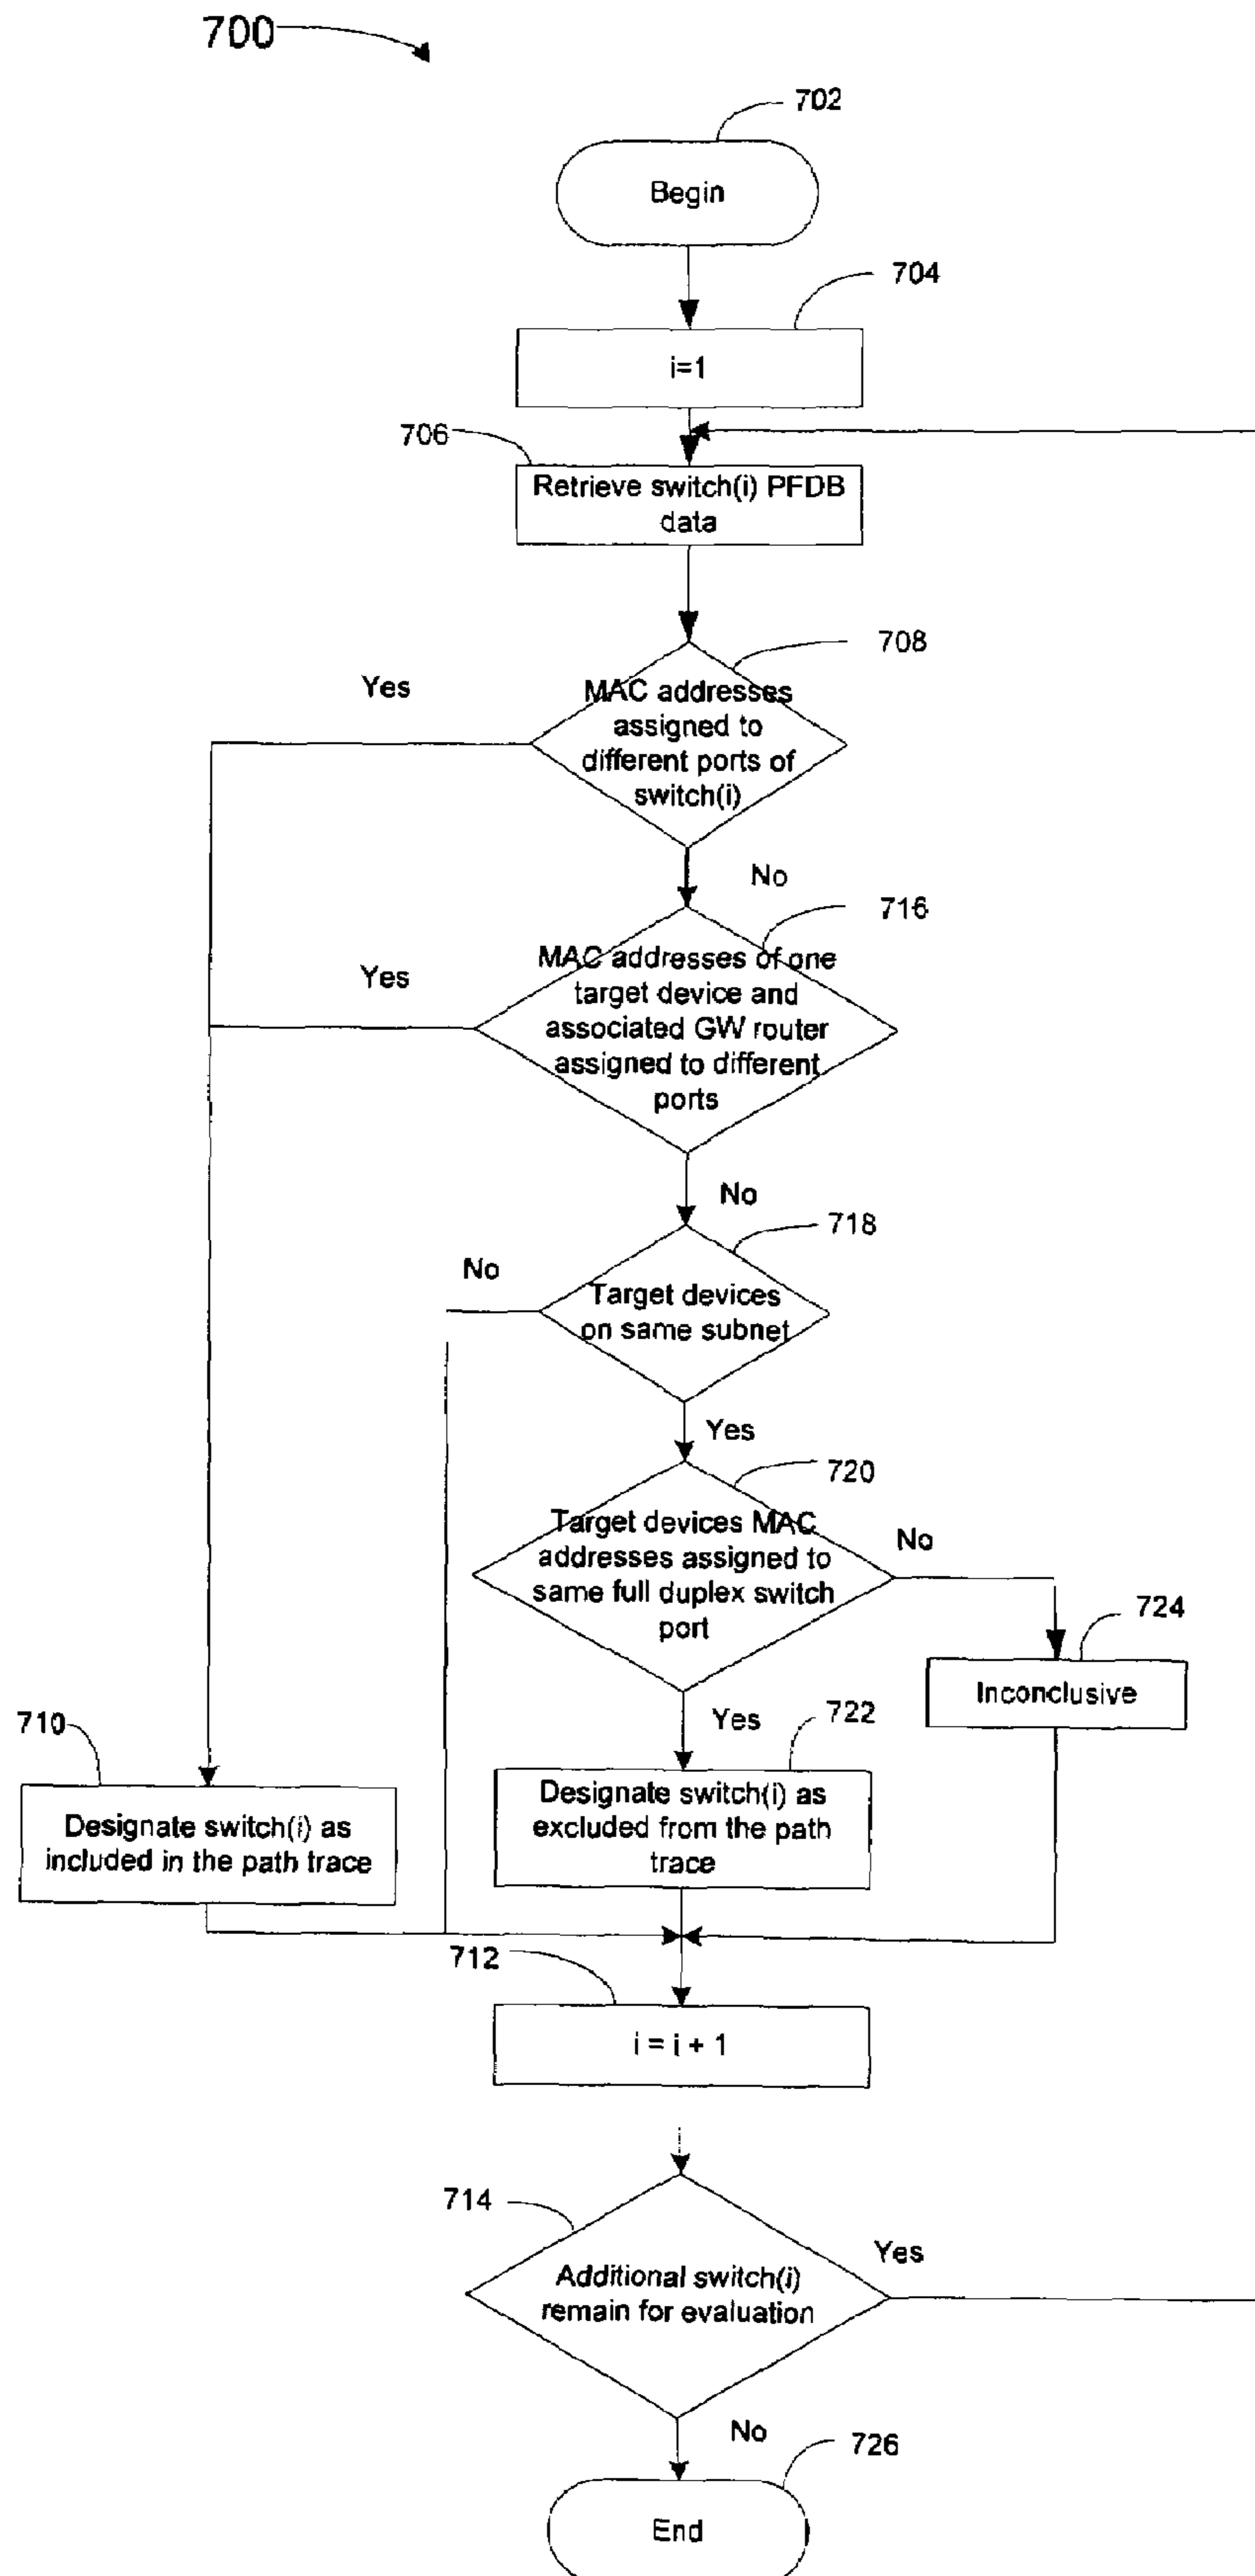 700
702
Begin
704
i=1
706
Retrieve switch(i) PFDB
data
708
Yes
MAC addresses
assigned to
different ports of
switch(i)
No
716
Yes
MAC addresses of one
target device and
associated GW router
assigned to different
ports
No
718
No
Target devices
on same subnet
Yes
720
Target devices MAC
addresses assigned to
same full duplex switch
port
No
724
Inconclusive
Yes
722
710
Designate switch(i) as
included in the path trace
Designate switch(i) as
excluded from the path
trace
712
i = i + 1
714
Yes
Additional switch(i)
remain for evaluation
No
726
End